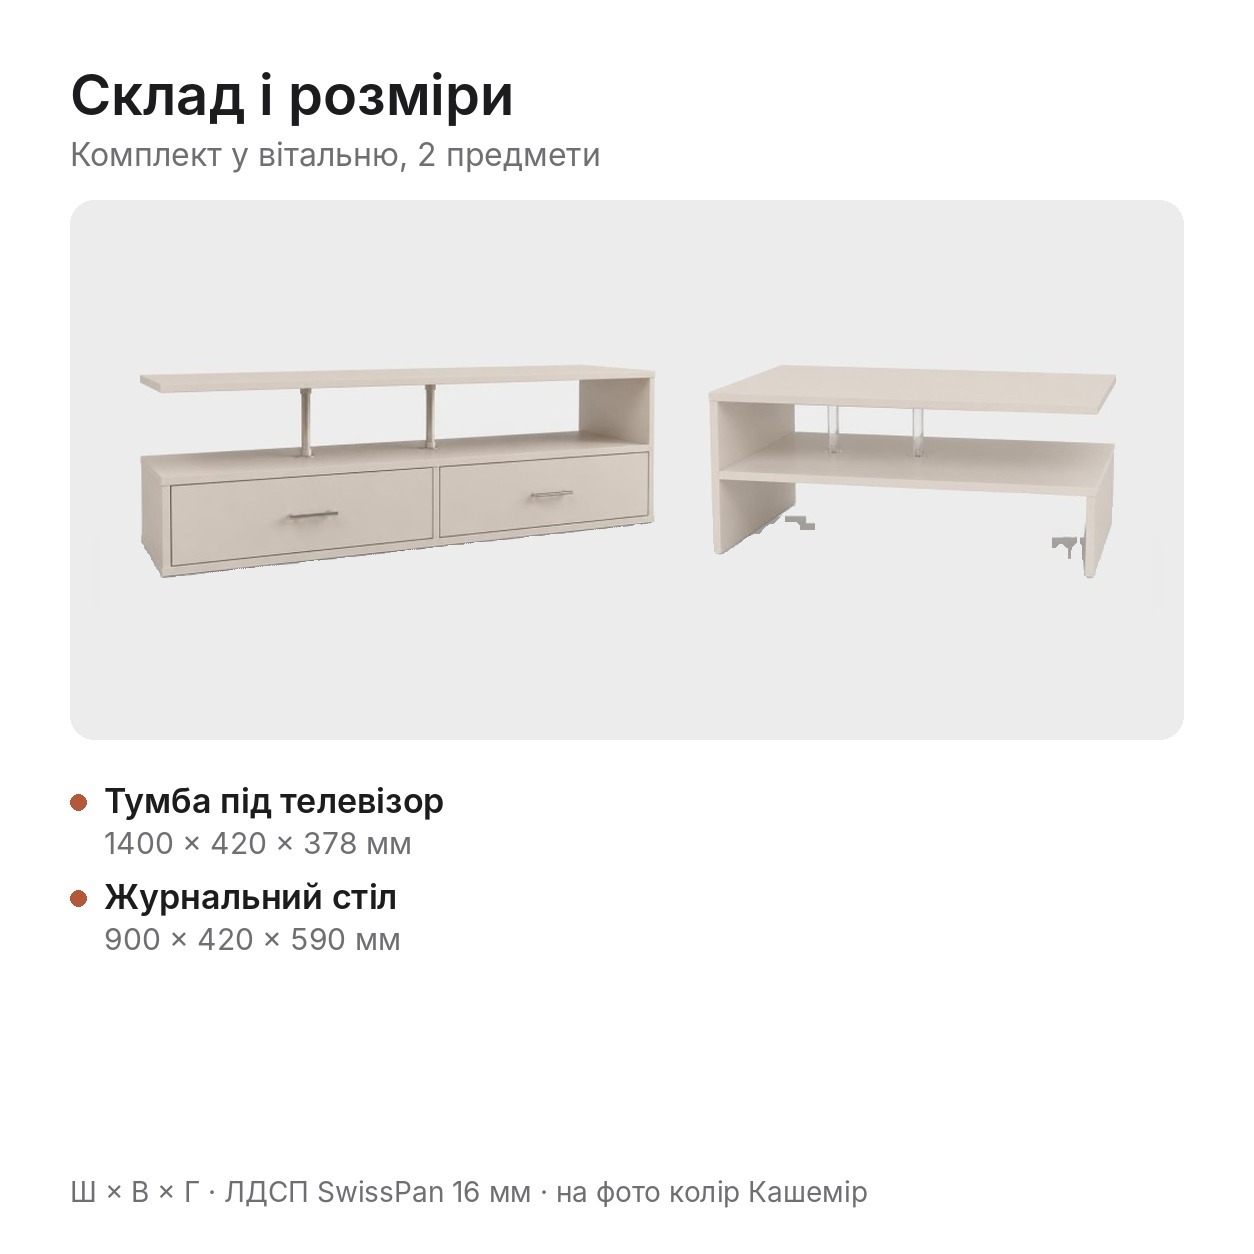 Склад і розміри
Комплект у вітальню, 2 предмети
Тумба під телевізор
1400 × 420 × 378 мм
Журнальний стіл
900 × 420 × 590 мм
Ш × В × Г · ЛДСП SwissPan 16 мм · на фото колір Кашемір